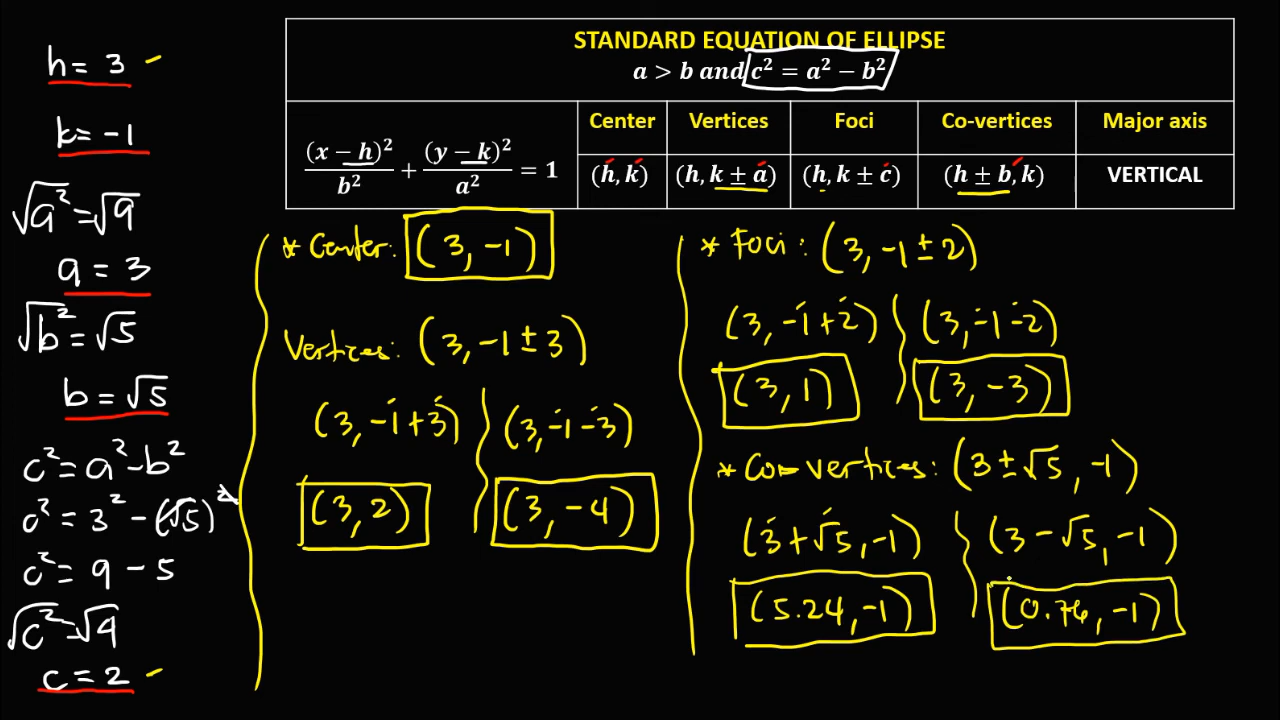 STANDARD EQUATION OF ELLIPSE
a > b and c² = a² − b²
(x − h)²/b² + (y − k)²/a² = 1
Center Vertices Foci Co-vertices Major axis
(h, k) (h, k ± a) (h, k ± c) (h ± b, k) VERTICAL
h = 3
k = -1
√a² = √9
a = 3
√b² = √5
b = √5
c² = a² - b²
c² = 3² - (√5)²
c² = 9 - 5
√c² = √4
c = 2
* Center: (3, -1)
Vertices: (3, -1 ± 3)
(3, -1 + 3) (3, -1 - 3)
(3, 2) (3, -4)
* Foci: (3, -1 ± 2)
(3, -1 + 2) (3, -1 - 2)
(3, 1) (3, -3)
* Co-vertices: (3 ± √5, -1)
(3 + √5, -1) (3 - √5, -1)
(5.24, -1) (0.76, -1)